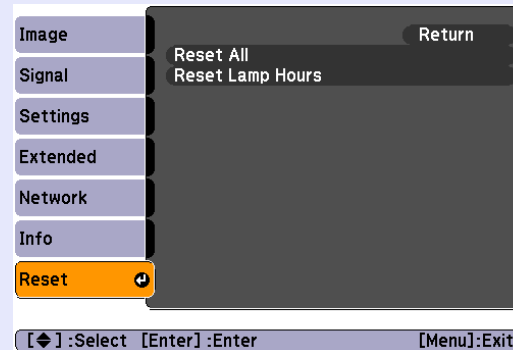 Image
Signal
Settings
Extended
Network
Info
Reset
Return
Reset All
Reset Lamp Hours
[◆] :Select [Enter] :Enter [Menu]:Exit